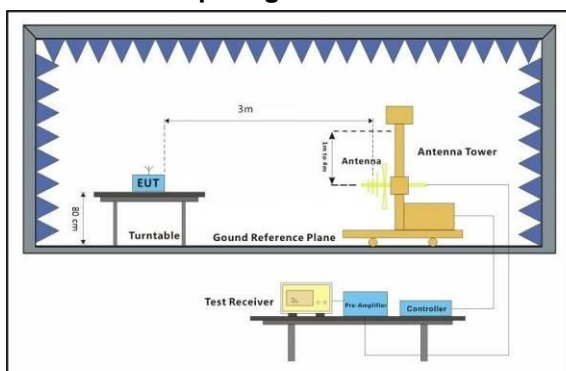 3m
1m to 4m
Antenna
Antenna Tower
EUT
80 cm
Turntable
Gound Reference Plane
Test Receiver
Pre-Amplifier
Controller